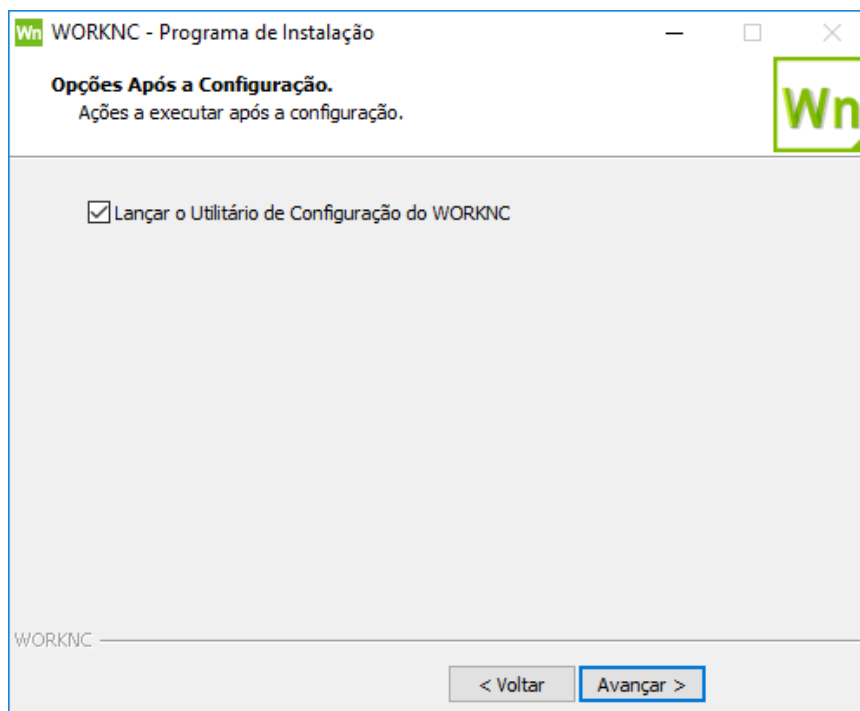 Wn WORKNC - Programa de Instalação
Opções Após a Configuração.
Ações a executar após a configuração.
Wn
Lançar o Utilitário de Configuração do WORKNC
WORKNC
< Voltar
Avançar >